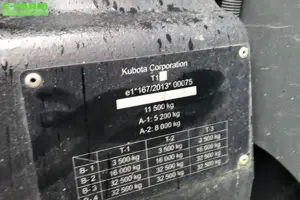 Kubota Corporation
T1
e1*167/2013*00075
11 500 kg
A-1: 5 200 kg
A-2: 8 000 kg
T-1 T-2 T-3
B-1 3 500 kg 3 500 kg 3 500 kg
B-2 16 000 kg 16 000 kg 16 000 kg
B-3 32 500 kg 32 500 kg 32 500 kg
B-4 32 500 kg 32 500 kg 32 500 kg